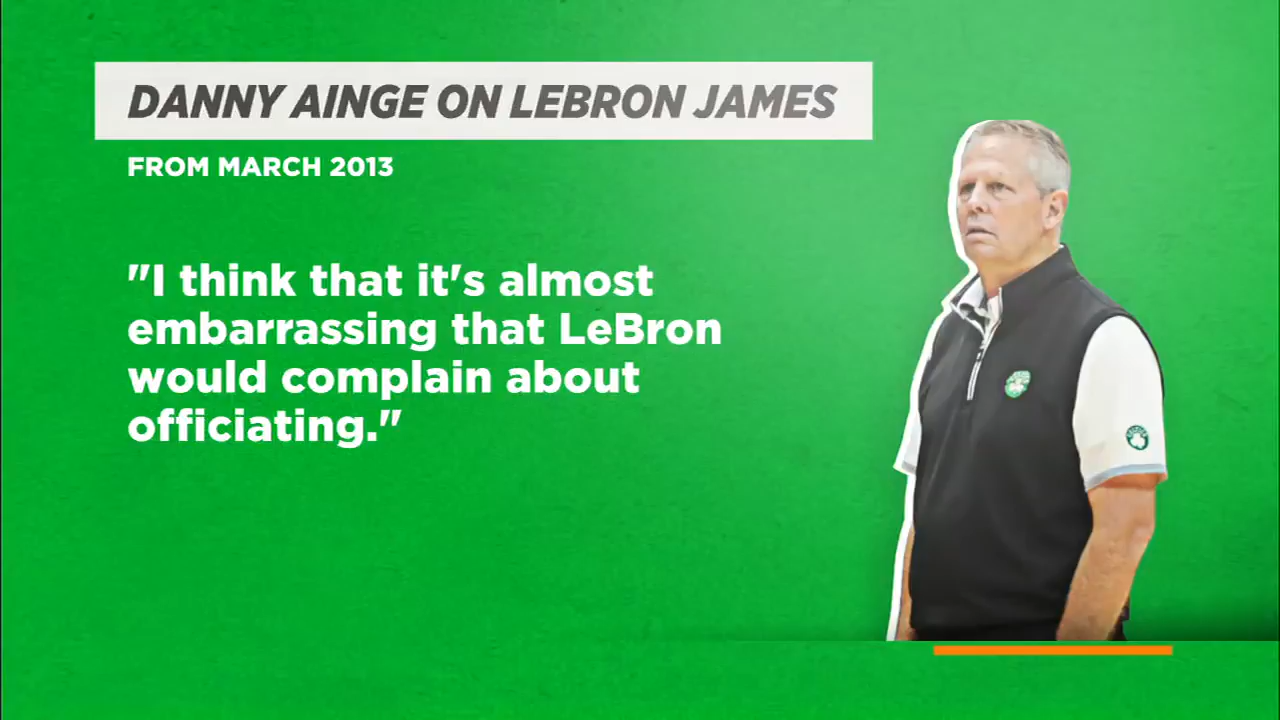 DANNY AINGE ON LEBRON JAMES
FROM MARCH 2013
"I think that it's almost
embarrassing that LeBron
would complain about
officiating."